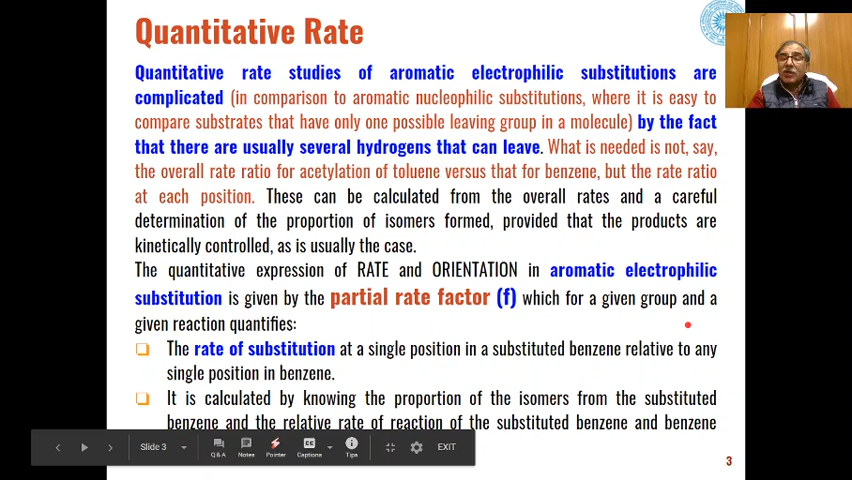 Quantitative Rate
Quantitative rate studies of aromatic electrophilic substitutions are
complicated (in comparison to aromatic nucleophilic substitutions, where it is easy to
compare substrates that have only one possible leaving group in a molecule) by the fact
that there are usually several hydrogens that can leave. What is needed is not, say,
the overall rate ratio for acetylation of toluene versus that for benzene, but the rate ratio
at each position. These can be calculated from the overall rates and a careful
determination of the proportion of isomers formed, provided that the products are
kinetically controlled, as is usually the case.
The quantitative expression of RATE and ORIENTATION in aromatic electrophilic
substitution is given by the partial rate factor (f) which for a given group and a
given reaction quantifies:
The rate of substitution at a single position in a substituted benzene relative to any
single position in benzene.
It is calculated by knowing the proportion of the isomers from the substituted
benzene and the relative rate of reaction of the substituted benzene and benzene
Slide 3
Q&A
Notes
Pointer
CC
Captions
Tips
EXIT
3